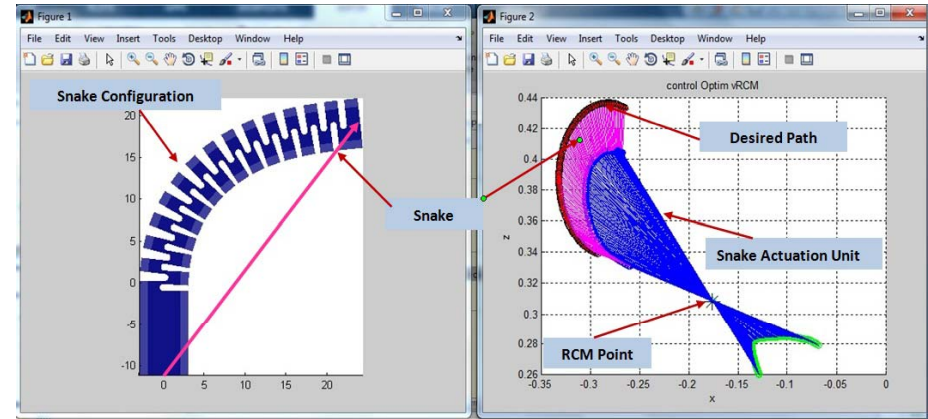 Figure 1
File Edit View Insert Tools Desktop Window Help
Snake Configuration
20
15
10
5
0
-5
-10
0 5 10 15 20
Snake
Figure 2
File Edit View Insert Tools Desktop Window Help
control Optim vRCM
0.44
0.42
0.4
0.38
0.36
0.34
0.32
0.3
0.28
0.26
z
Desired Path
Snake Actuation Unit
RCM Point
-0.35 -0.3 -0.25 -0.2 -0.15 -0.1 -0.05 0
x